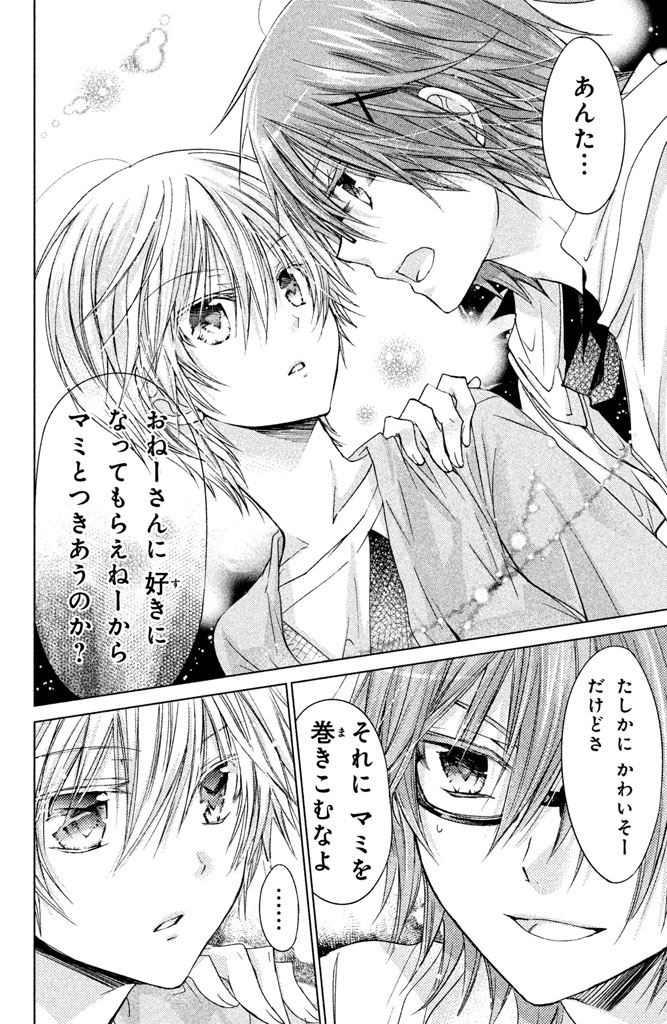 あんた…
おねーさんに 好きに
なってもらえねーから
マミとつきあうのか？
たしかに かわいそー
だけどさ
それに マミを
巻きこむなよ
……